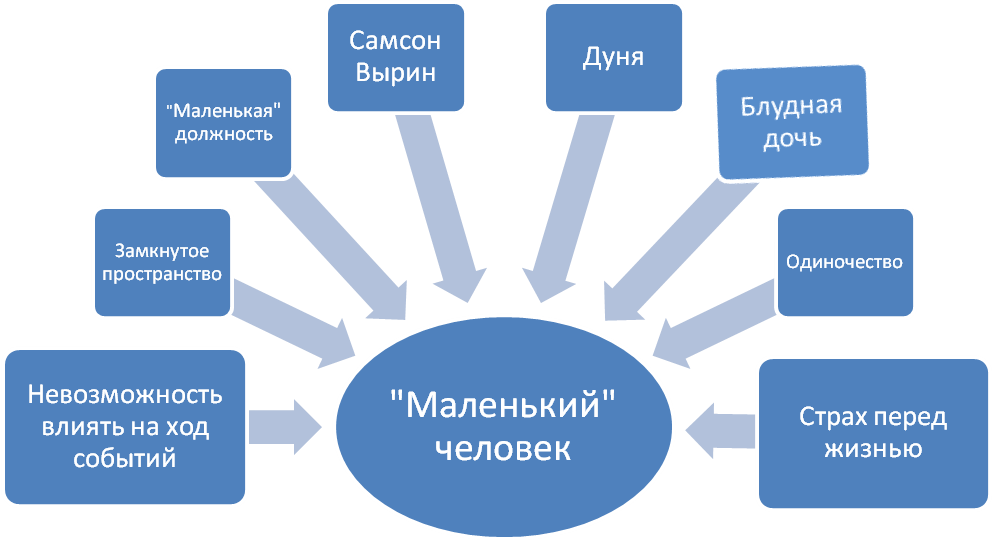 Самсон
Вырин
Дуня
"Маленькая"
должность
Блудная
дочь
Замкнутое
пространство
Одиночество
Невозможность
влиять на ход
событий
"Маленький"
человек
Страх перед
жизнью